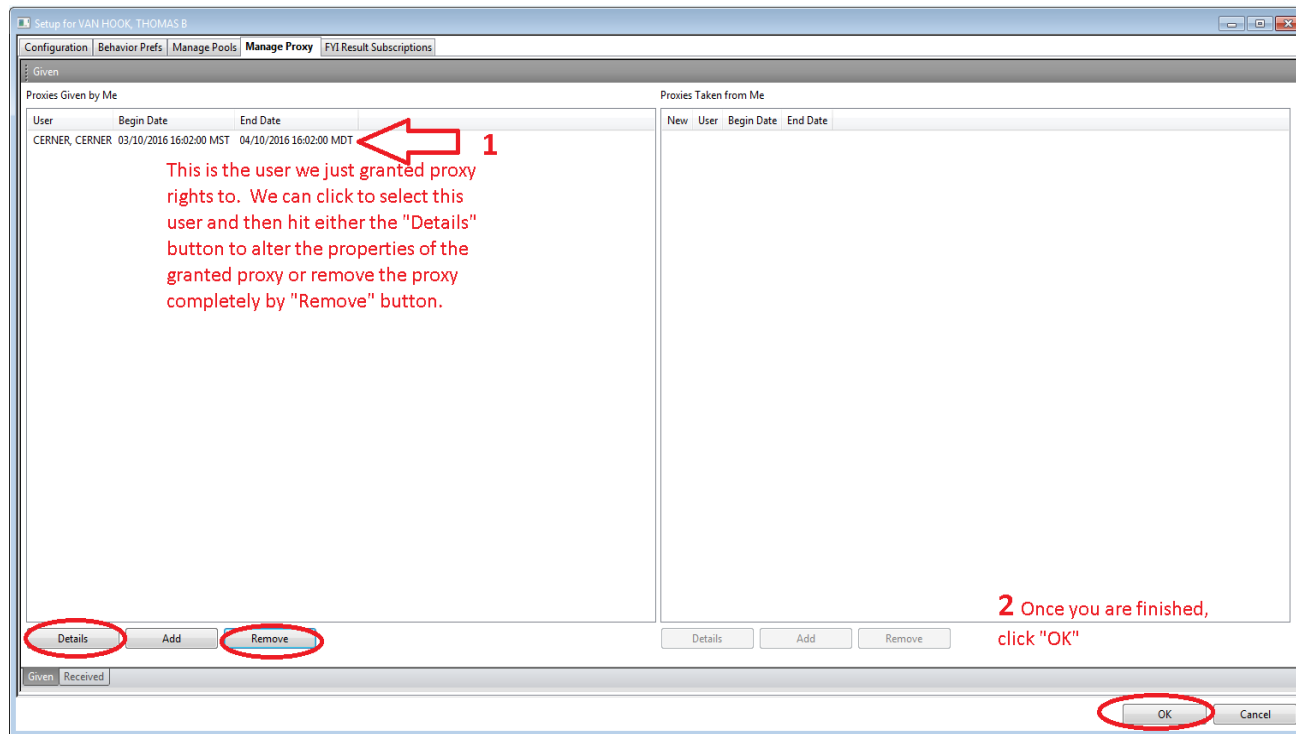 Setup for VAN HOOK, THOMAS B
Configuration Behavior Prefs Manage Pools Manage Proxy FYI Result Subscriptions
Given
Proxies Given by Me
User Begin Date End Date
CERNER, CERNER 03/10/2016 16:02:00 MST 04/10/2016 16:02:00 MDT
1
This is the user we just granted proxy
rights to. We can click to select this
user and then hit either the "Details"
button to alter the properties of the
granted proxy or remove the proxy
completely by "Remove" button.
Details Add Remove
Proxies Taken from Me
New User Begin Date End Date
2 Once you are finished,
click "OK"
Details Add Remove
Given Received
OK Cancel